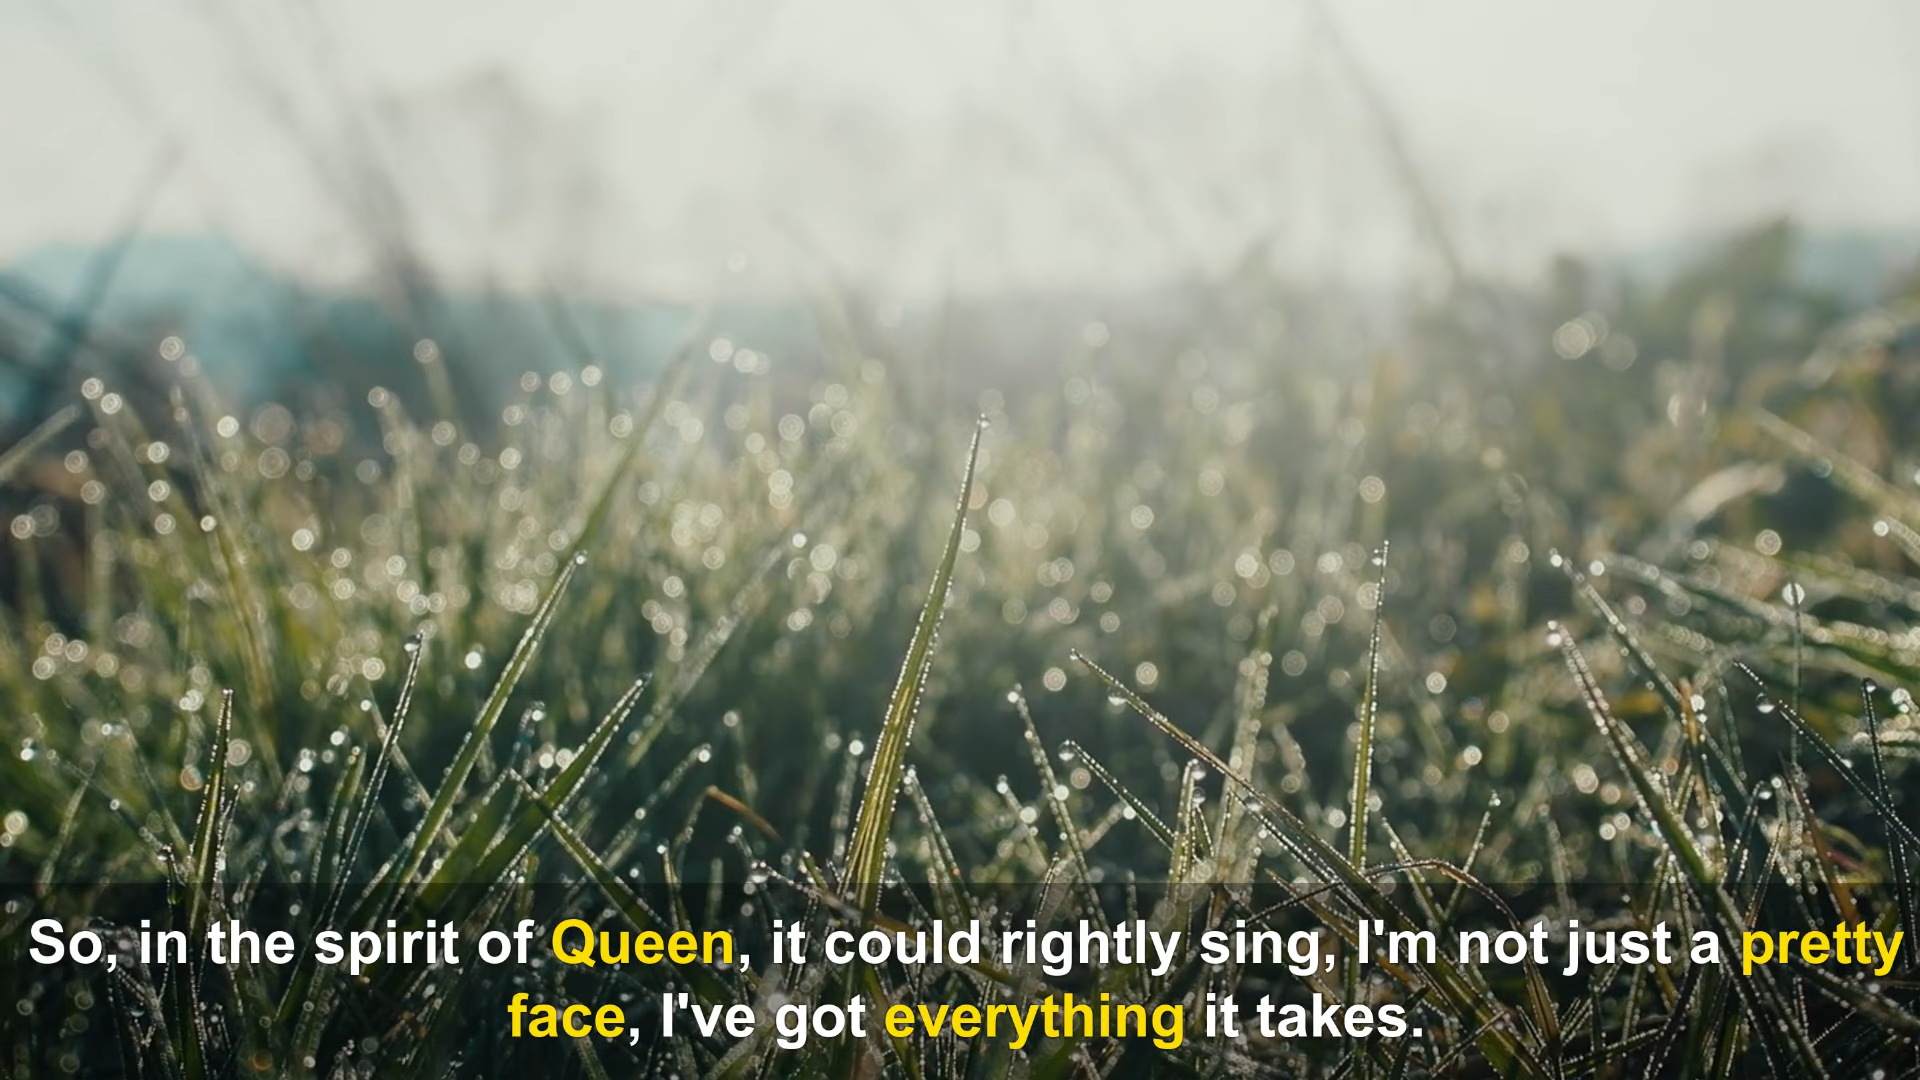 So, in the spirit of Queen, it could rightly sing, I'm not just a pretty
face, I've got everything it takes.